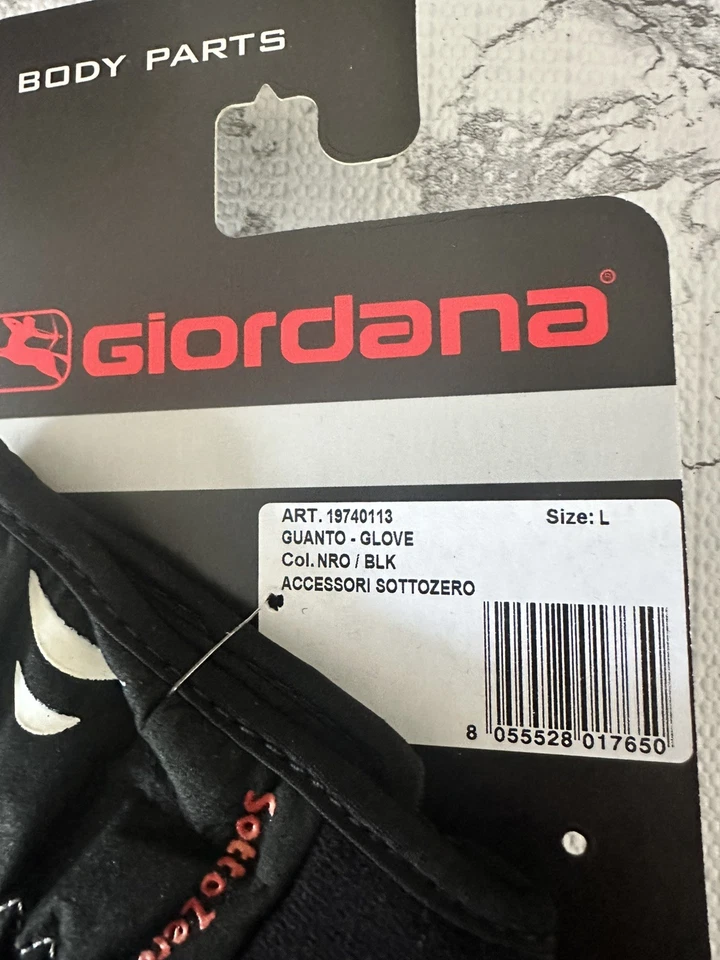 BODY PARTS
GIORDANA®
ART. 19740113 Size: L
GUANTO - GLOVE
Col. NRO / BLK
ACCESSORI SOTTOZERO
8 055528 017650
SottoZero